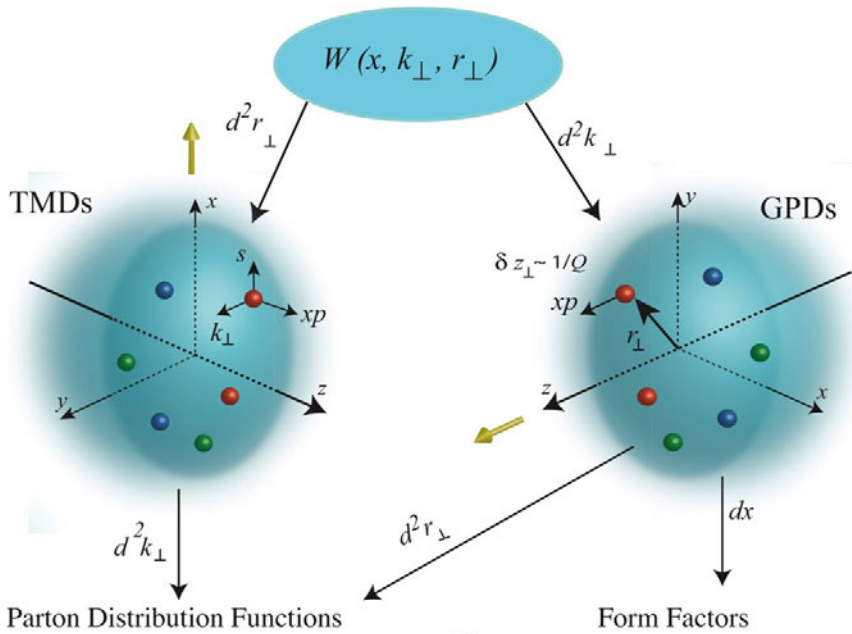 W (x, k⊥, r⊥)
d²r⊥
d²k⊥
TMDs
GPDs
x
y
s
δ z⊥ ~ 1/Q
k⊥
xp
xp
r⊥
y
z
z
x
d²k⊥
d²r⊥
dx
Parton Distribution Functions
Form Factors